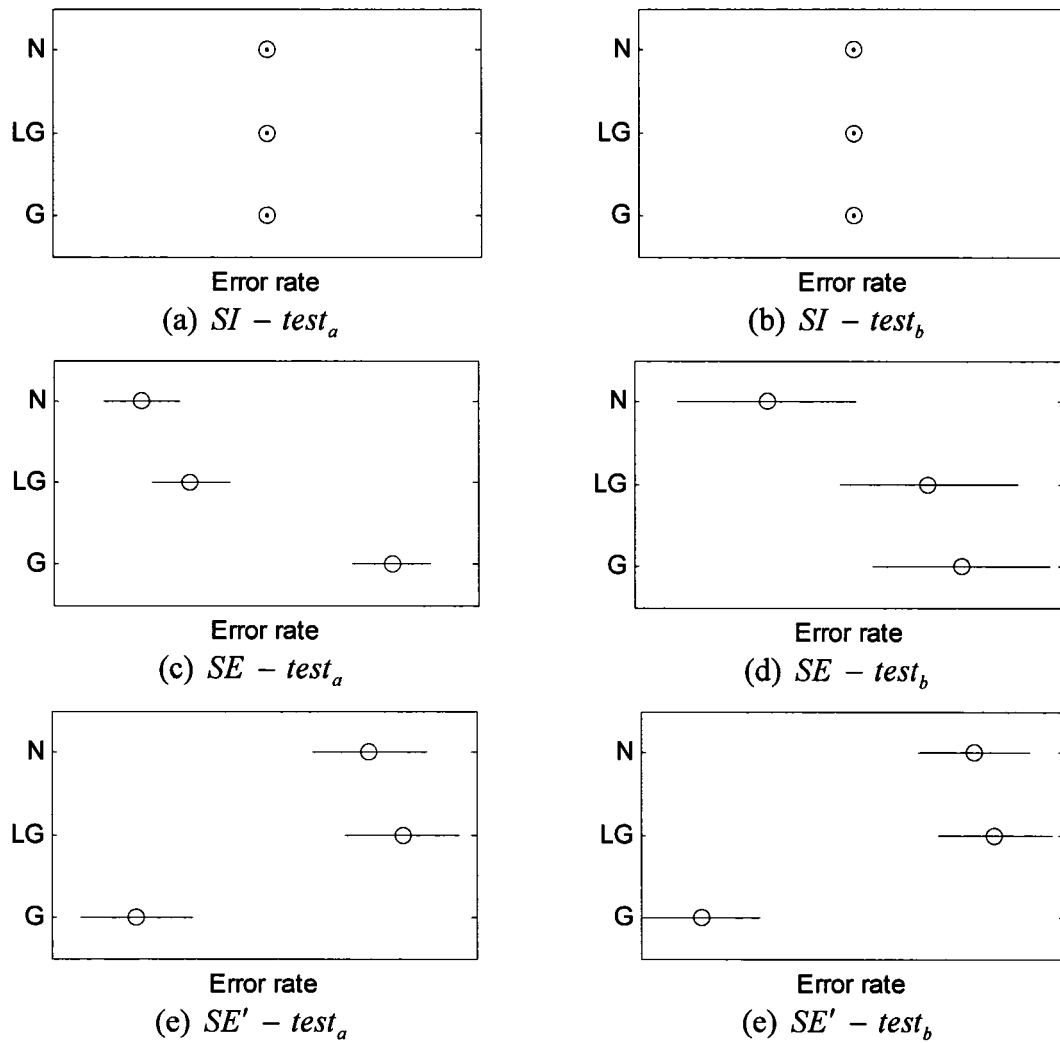 N
LG
G
Error rate
(a) SI – test_a
N
LG
G
Error rate
(b) SI – test_b
N
LG
G
Error rate
(c) SE – test_a
N
LG
G
Error rate
(d) SE – test_b
N
LG
G
Error rate
(e) SE' – test_a
N
LG
G
Error rate
(e) SE' – test_b